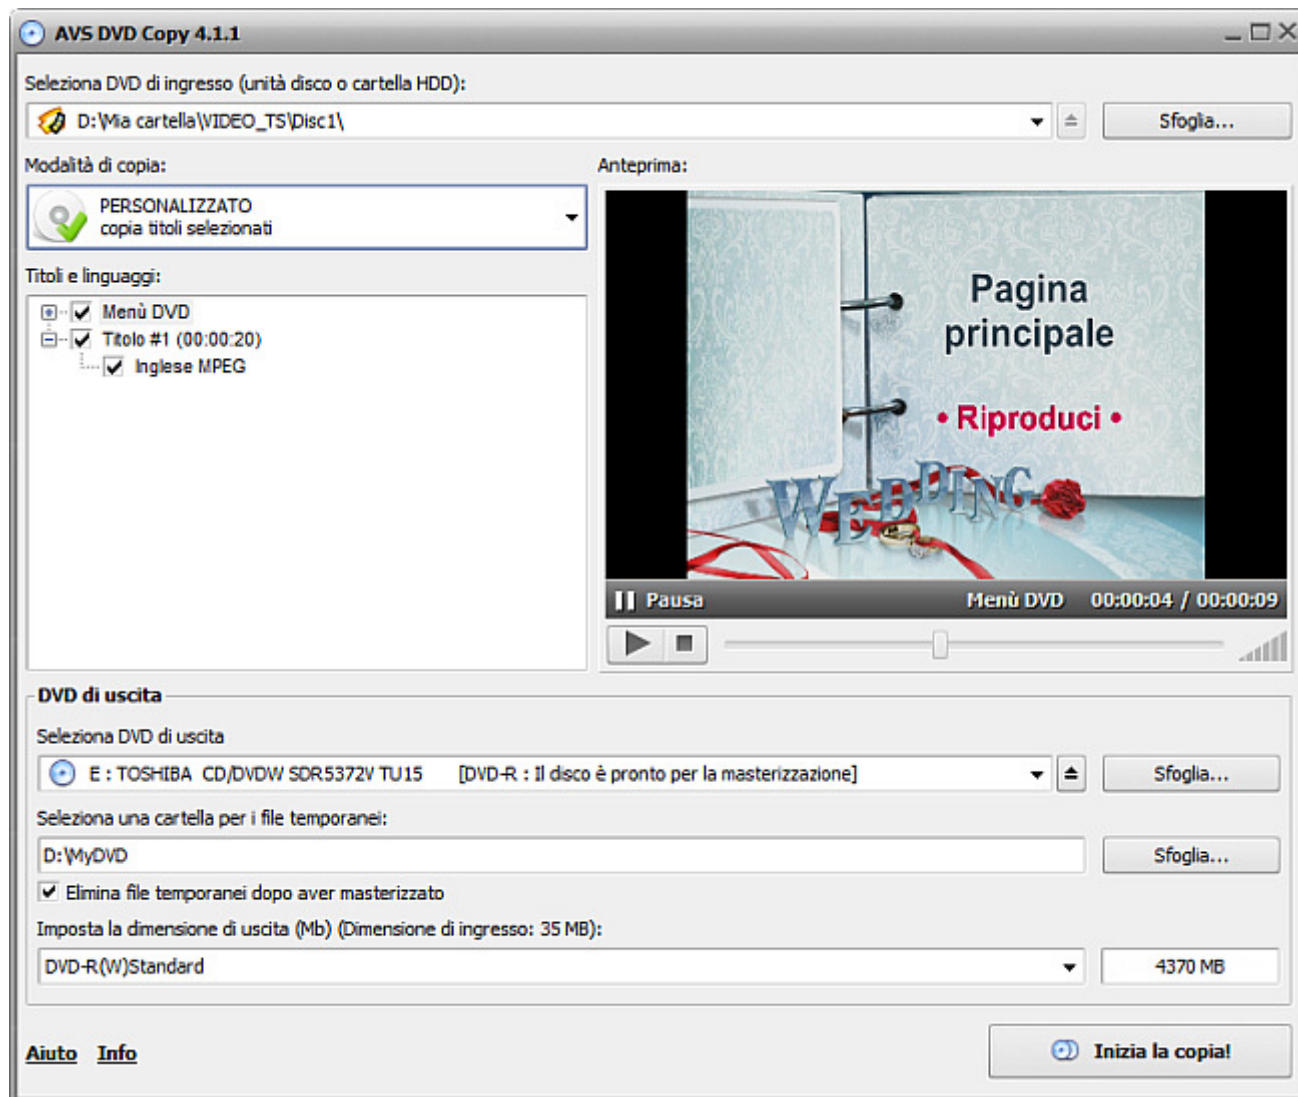 AVS DVD Copy 4.1.1
Seleziona DVD di ingresso (unità disco o cartella HDD):
D:\Mia cartella\VIDEO_TS\Disc1\
Sfoglia...
Modalità di copia:
PERSONALIZZATO
copia titoli selezionati
Titoli e linguaggi:
Menù DVD
Titolo #1 (00:00:20)
Inglese MPEG
Anteprima:
Pagina
principale
• Riproduci •
WEDDING
Pausa Menù DVD 00:00:04 / 00:00:09
DVD di uscita
Seleziona DVD di uscita
E : TOSHIBA CD/DVDW SDR5372V TU15 [DVD-R : Il disco è pronto per la masterizzazione]
Sfoglia...
Seleziona una cartella per i file temporanei:
D:\MyDVD
Sfoglia...
Elimina file temporanei dopo aver masterizzato
Imposta la dimensione di uscita (Mb) (Dimensione di ingresso: 35 MB):
DVD-R(W)Standard
4370 MB
Aiuto Info
Inizia la copia!